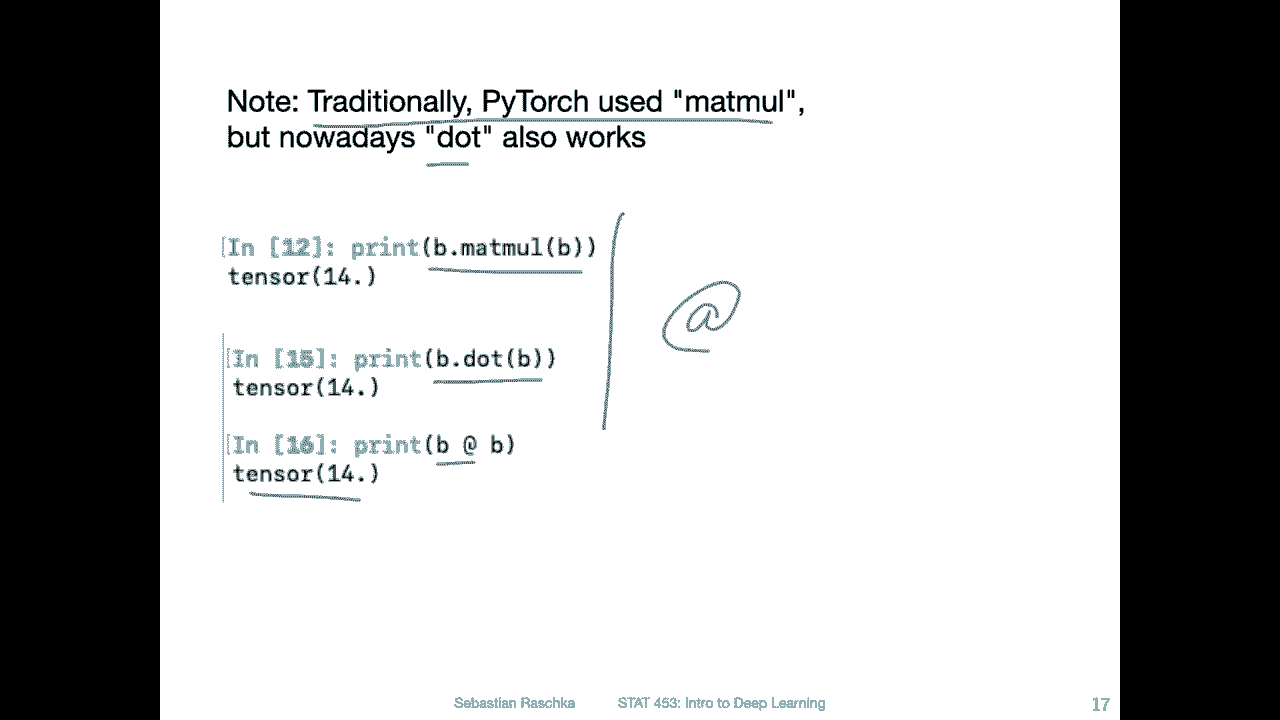 Note: Traditionally, PyTorch used "matmul",
but nowadays "dot" also works
[In [12]: print(b.matmul(b))
tensor(14.)
@
[In [15]: print(b.dot(b))
tensor(14.)
[In [16]: print(b @ b)
tensor(14.)
Sebastian Raschka STAT 453: Intro to Deep Learning 17